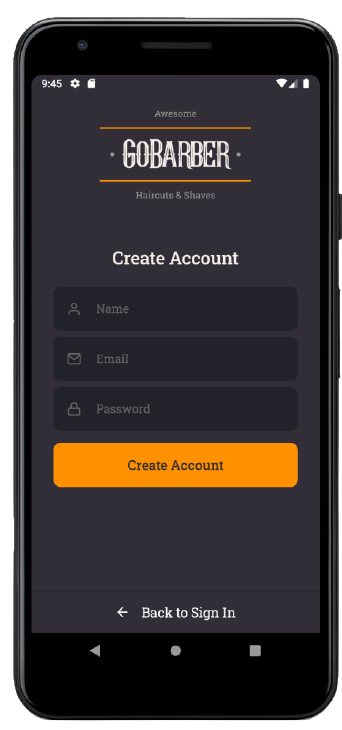 9:45
Awesome
GOBARBER
Haircuts & Shaves
Create Account
Name
Email
Password
Create Account
Back to Sign In